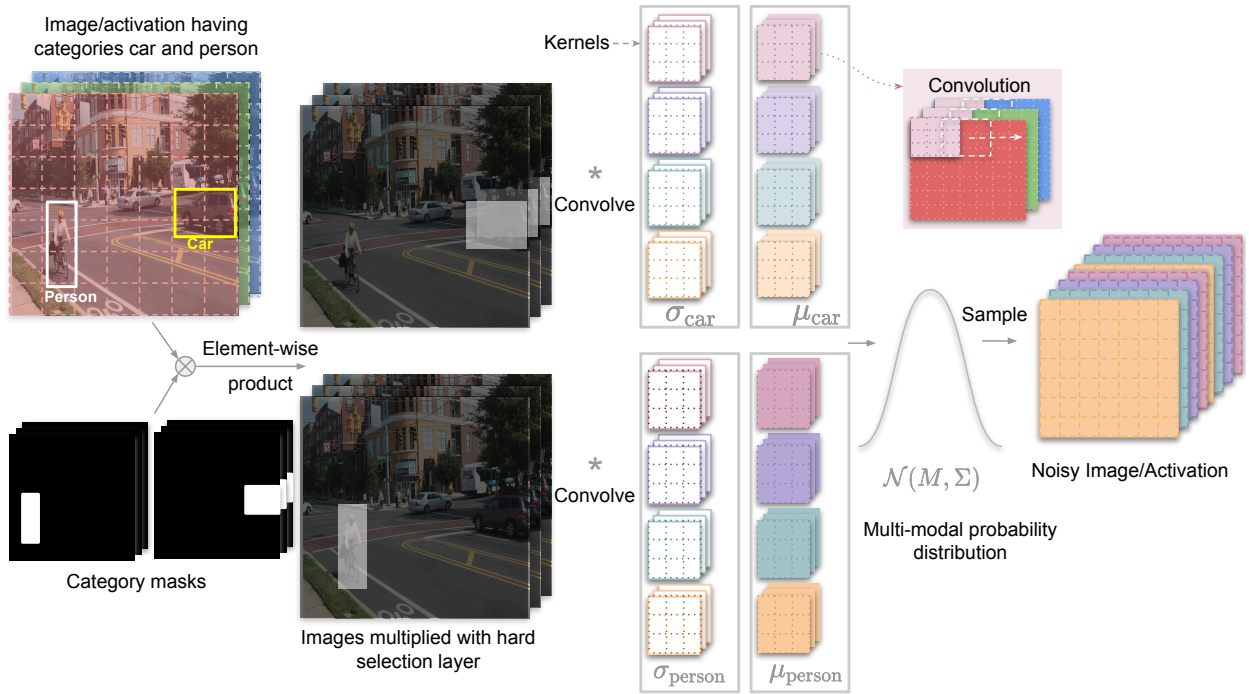 Image/activation having
categories car and person
Kernels
Convolution
Car
Person
*
Convolve
σcar
μcar
Element-wise
product
Sample
*
Convolve
𝒩(M, Σ)
Noisy Image/Activation
Multi-modal probability
distribution
Category masks
Images multiplied with hard
selection layer
σperson
μperson